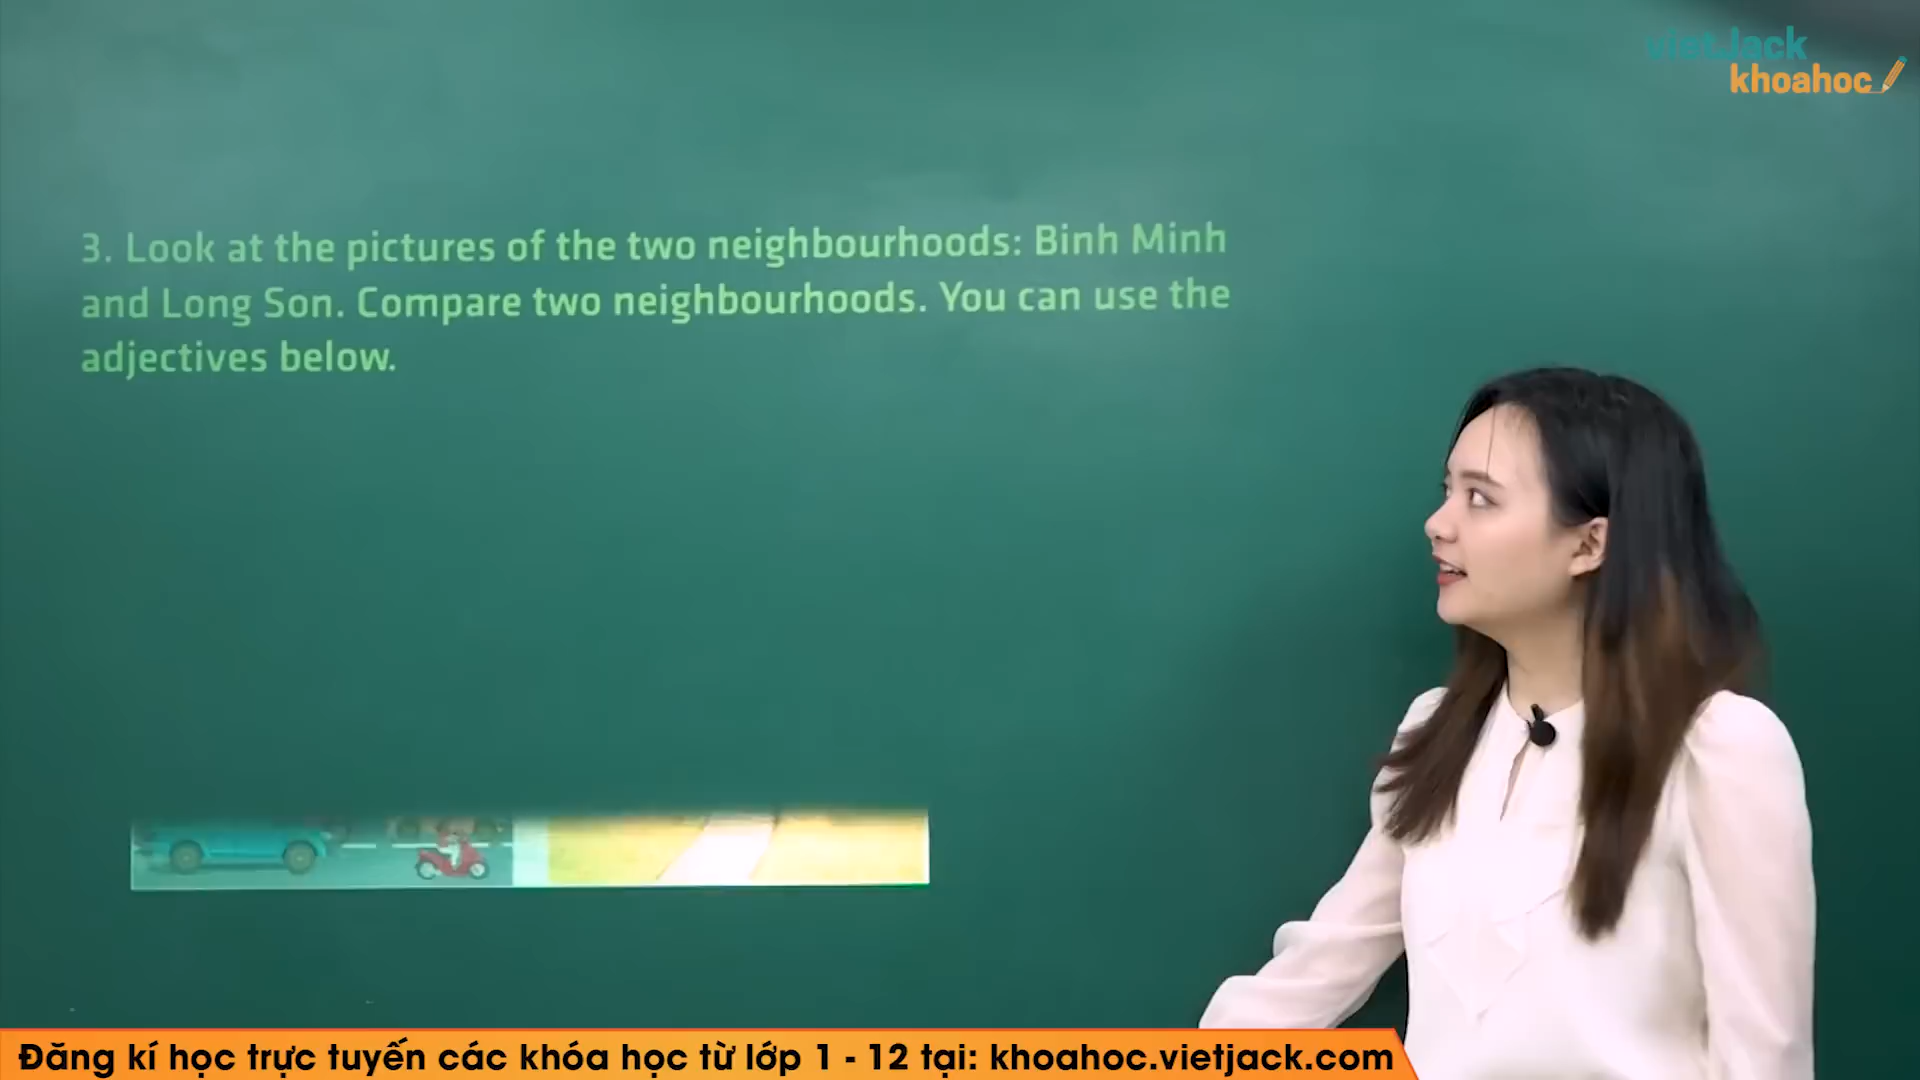 vietJack
khoahoc
3. Look at the pictures of the two neighbourhoods: Binh Minh
and Long Son. Compare two neighbourhoods. You can use the
adjectives below.
Đăng kí học trực tuyến các khóa học từ lớp 1 - 12 tại: khoahoc.vietjack.com